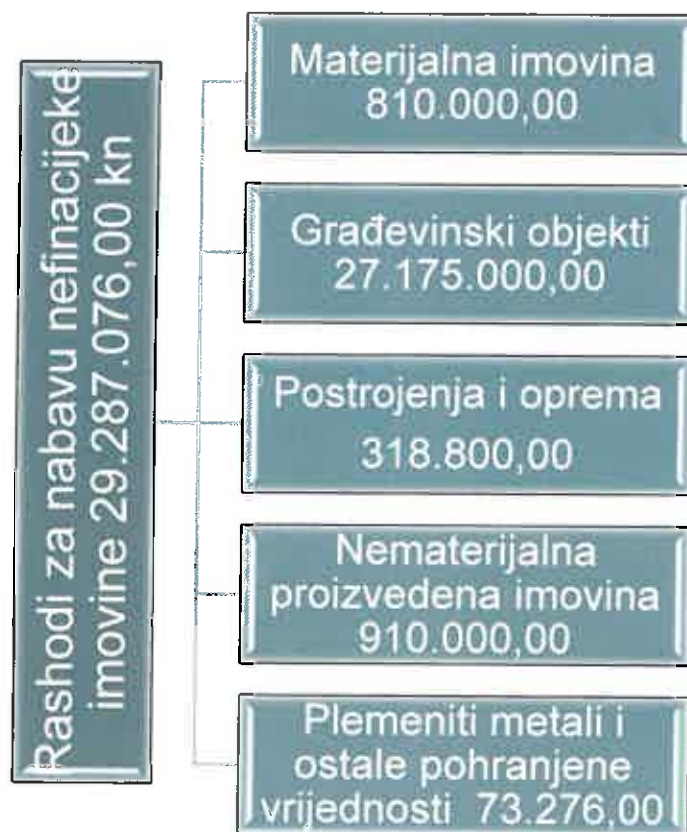 Rashodi za nabavu nefinacijeke
imovine 29.287.076,00 kn
Materijalna imovina
810.000,00
Građevinski objekti
27.175.000,00
Postrojenja i oprema
318.800,00
Nematerijalna
proizvedena imovina
910.000,00
Plemeniti metali i
ostale pohranjene
vrijednosti 73.276,00